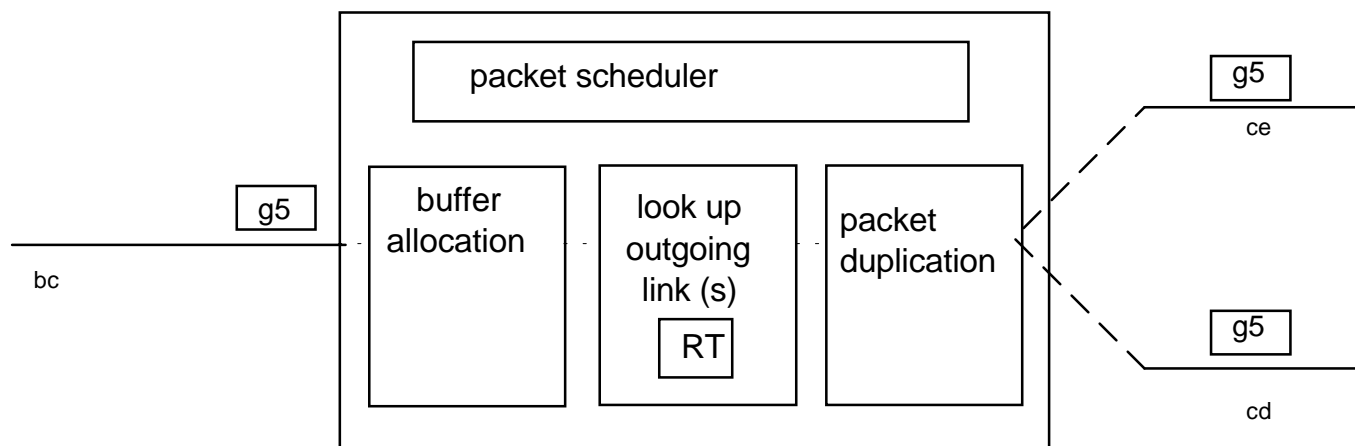 packet scheduler
g5
ce
g5
buffer
allocation
look up
outgoing
link (s)
RT
packet
duplication
bc
g5
cd